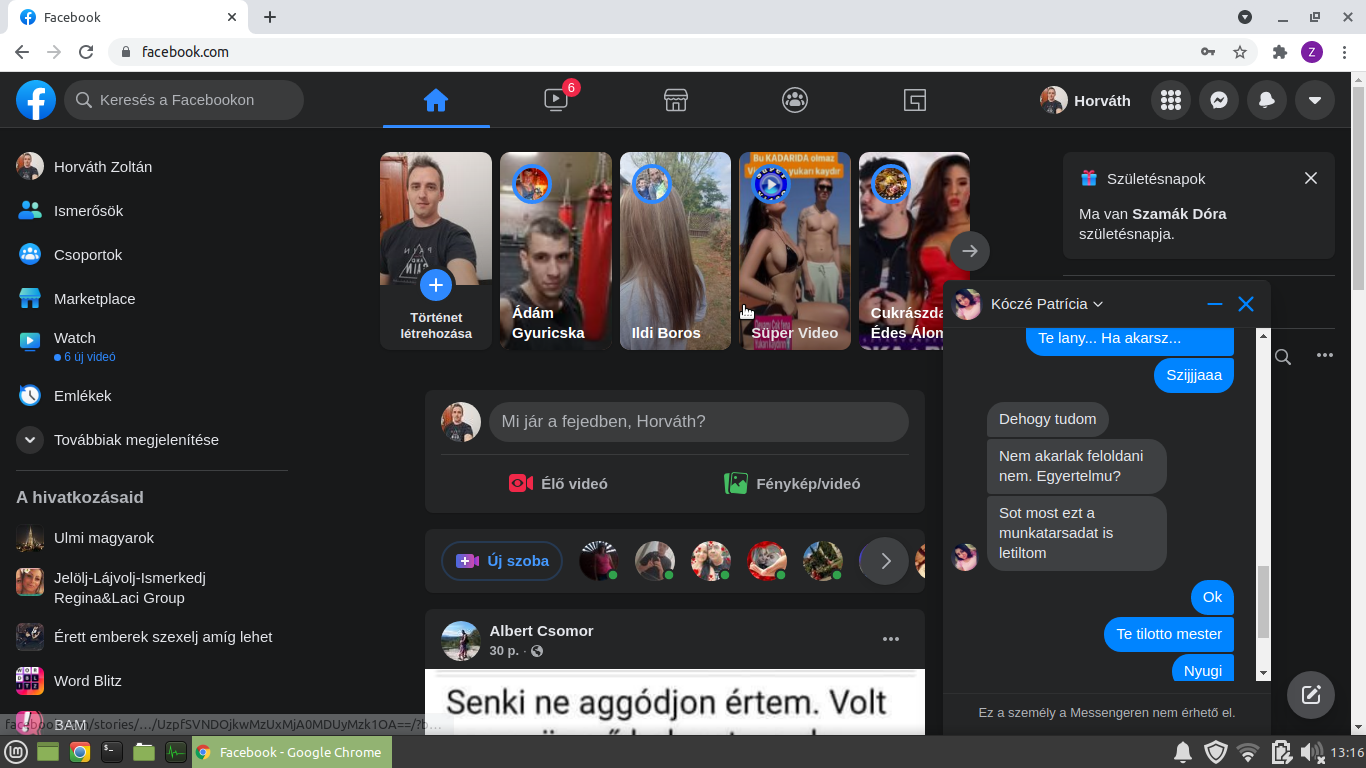 Facebook
facebook.com
Z
Keresés a Facebookon
6
Horváth
Horváth Zoltán
Ismerősök
Csoportok
Marketplace
Watch
6 új videó
Emlékek
Továbbiak megjelenítése
A hivatkozásaid
Ulmi magyarok
Jelölj-Lájvolj-Ismerkedj
Regina&Laci Group
Érett emberek szexelj amíg lehet
Word Blitz
BAM
Történet
létrehozása
Ádám
Gyuricska
Ildi Boros
Bu KADARIDA olmaz
yukarı kaydır
Süper Video
Cukrászda
Édes Álom
Születésnapok
Ma van Szamák Dóra
születésnapja.
Mi jár a fejedben, Horváth?
Élő videó
Fénykép/videó
Új szoba
Albert Csomor
30 p. ·
Senki ne aggódjon értem. Volt
Kóczé Patrícia
Te lany... Ha akarsz...
Szijjjaaa
Dehogy tudom
Nem akarlak feloldani
nem. Egyertelmu?
Sot most ezt a
munkatarsadat is
letiltom
Ok
Te tilotto mester
Nyugi
Ez a személy a Messengeren nem érhető el.
Facebook - Google Chrome
13:16